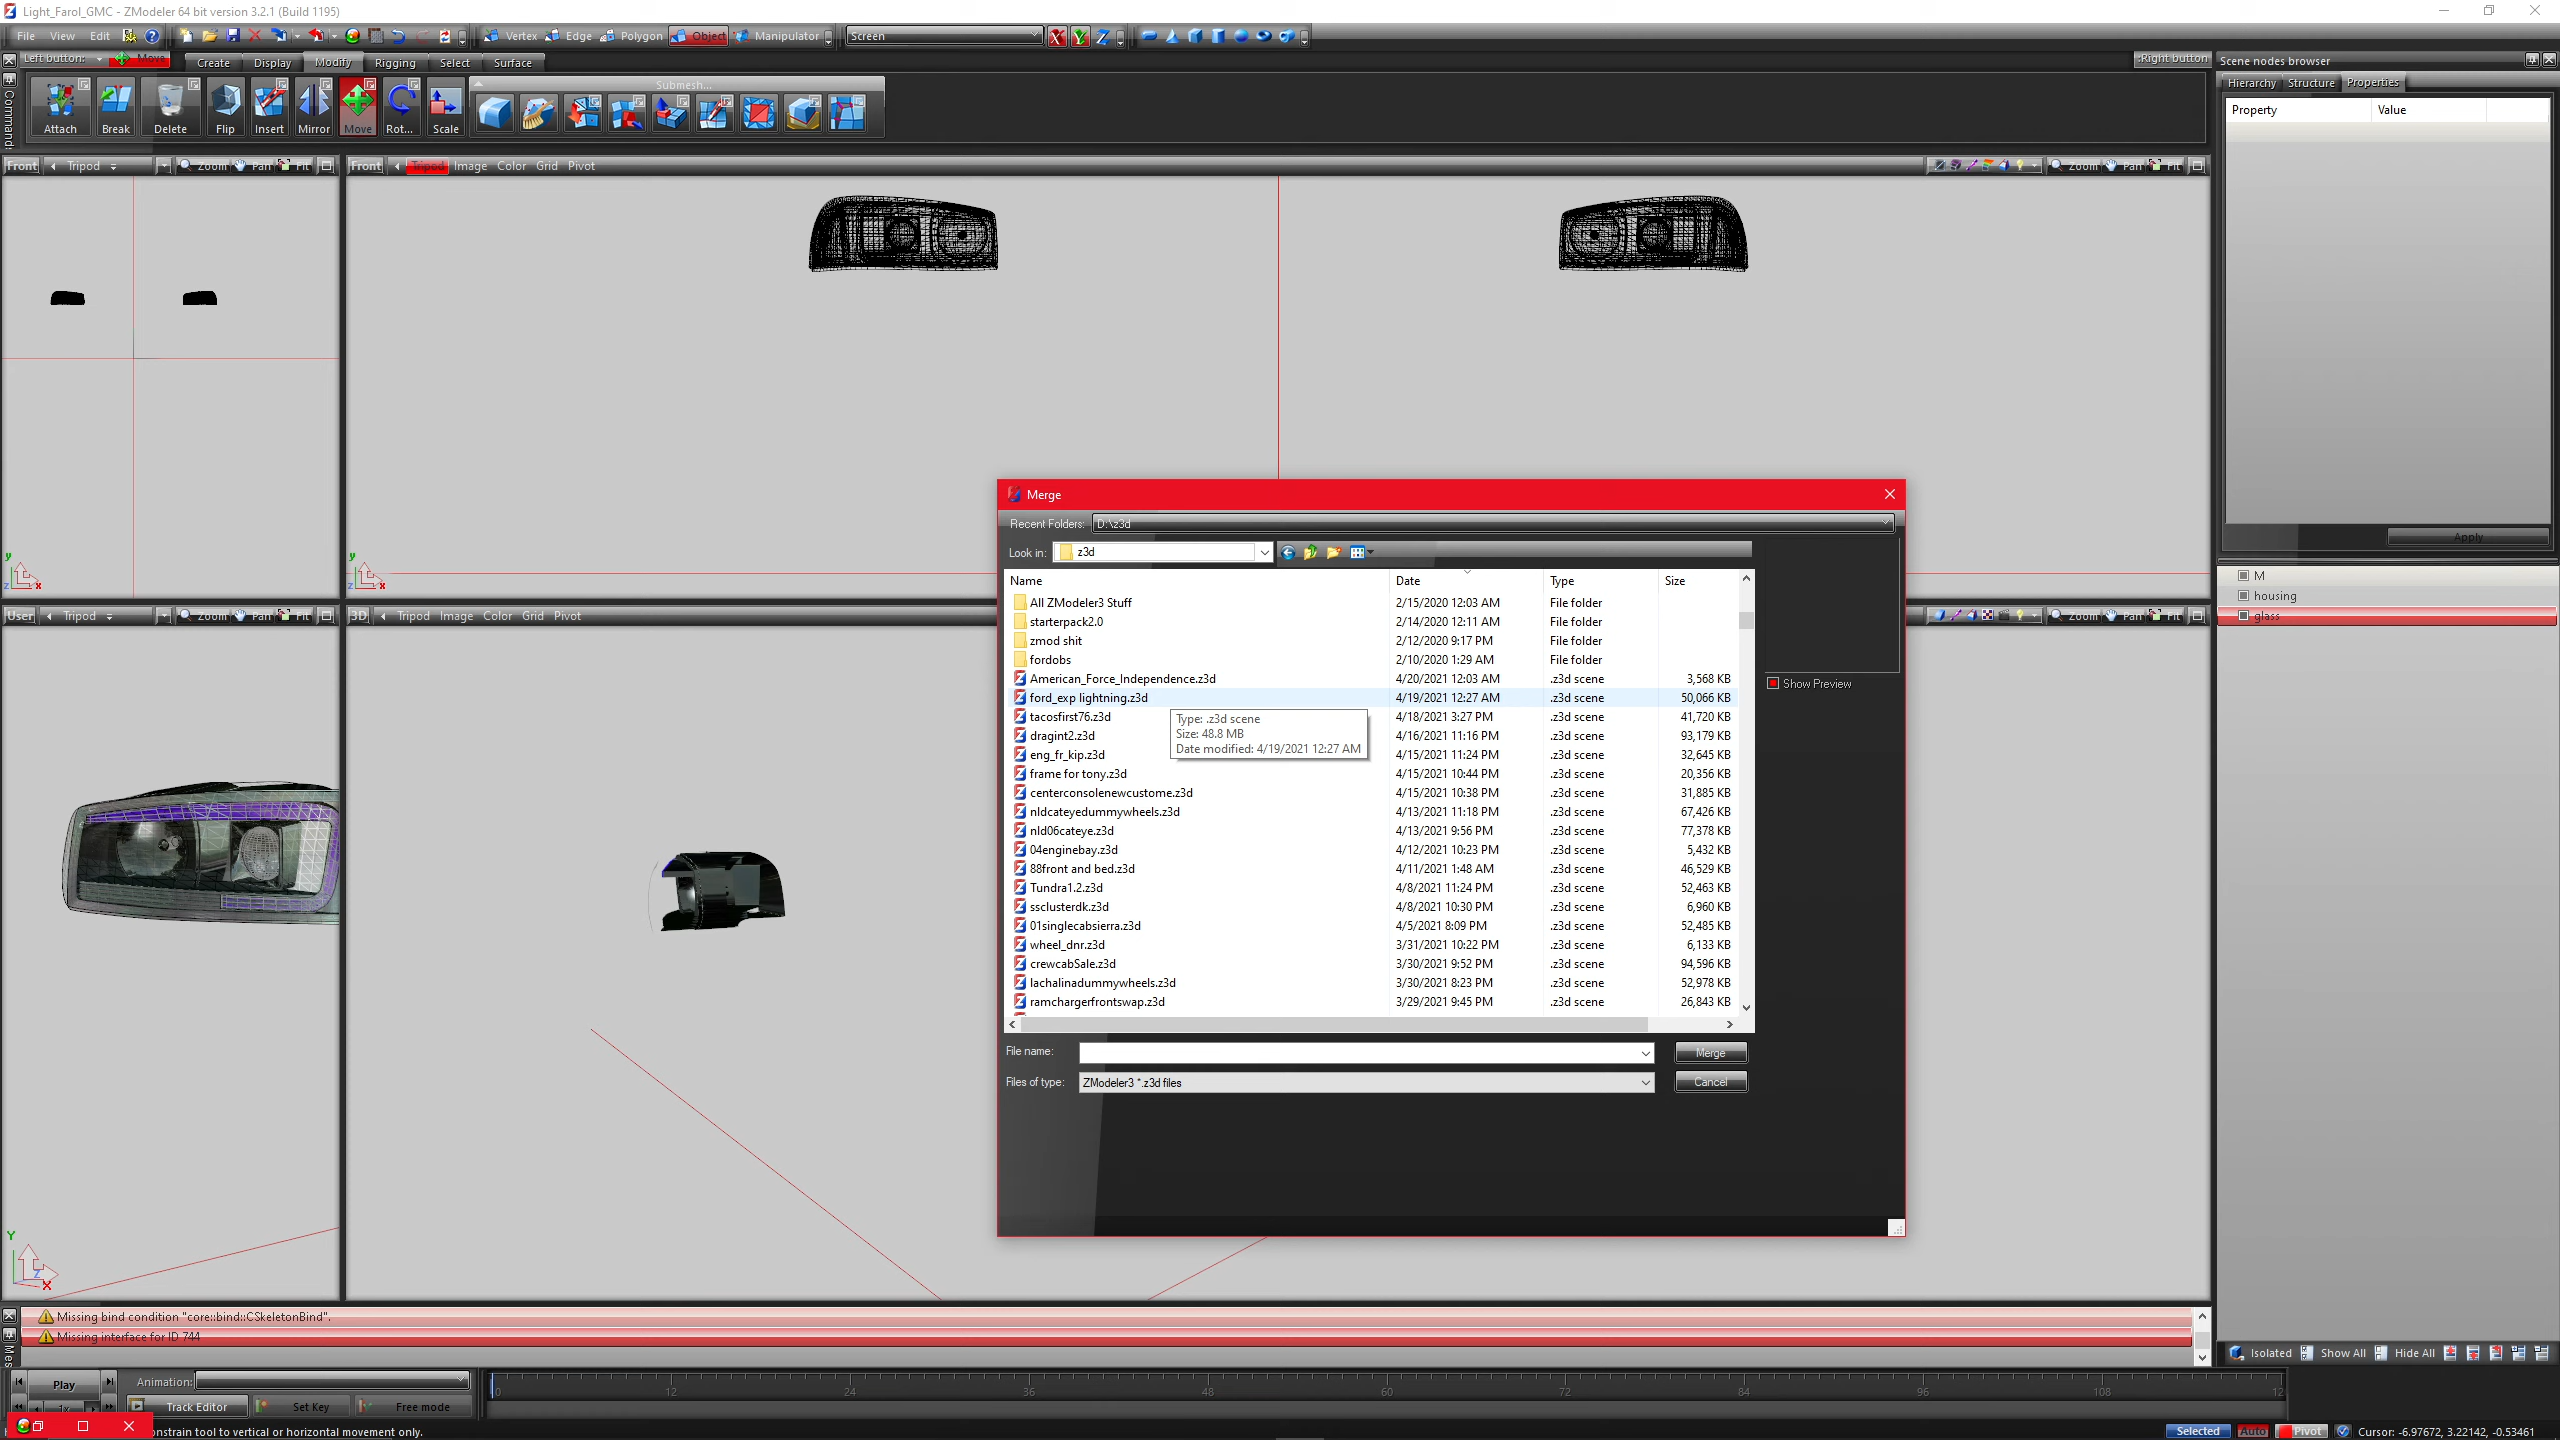 Light_Farol_GMC - ZModeler 64 bit version 3.2.1 (Build 1195)
File View Edit Vertex Edge Polygon Object Manipulator Screen
Left button: Move Create Display Modify Rigging Select Surface :Right button
Scene nodes browser
Hierarchy Structure Properties
Property Value
Submesh...
Attach Break Delete Flip Insert Mirror Move Rot... Scale
Commands
Front Tripod Zoom Pan Fit
Front Tripod Image Color Grid Pivot Zoom Pan Fit
Apply
Merge
Recent Folders: D:\z3d
Look in: z3d
Name Date Type Size
All ZModeler3 Stuff 2/15/2020 12:03 AM File folder
starterpack2.0 2/14/2020 12:11 AM File folder
zmod shit 2/12/2020 9:17 PM File folder
fordobs 2/10/2020 1:29 AM File folder
American_Force_Independence.z3d 4/20/2021 12:03 AM .z3d scene 3,568 KB
ford_exp lightning.z3d 4/19/2021 12:27 AM .z3d scene 50,066 KB
tacosfirst76.z3d 4/18/2021 3:27 PM .z3d scene 41,720 KB
dragint2.z3d 4/16/2021 11:16 PM .z3d scene 93,179 KB
eng_fr_kip.z3d 4/15/2021 11:24 PM .z3d scene 32,645 KB
frame for tony.z3d 4/15/2021 10:44 PM .z3d scene 20,356 KB
centerconsolenewcustome.z3d 4/15/2021 10:38 PM .z3d scene 31,885 KB
nldcateyedummywheels.z3d 4/13/2021 11:18 PM .z3d scene 67,426 KB
nld06cateye.z3d 4/13/2021 9:56 PM .z3d scene 77,378 KB
04enginebay.z3d 4/12/2021 10:23 PM .z3d scene 5,432 KB
88front and bed.z3d 4/11/2021 1:48 AM .z3d scene 46,529 KB
Tundra1.2.z3d 4/8/2021 11:24 PM .z3d scene 52,463 KB
ssclusterdk.z3d 4/8/2021 10:30 PM .z3d scene 6,960 KB
01singlecabsierra.z3d 4/5/2021 8:09 PM .z3d scene 52,485 KB
wheel_dnr.z3d 3/31/2021 10:22 PM .z3d scene 6,133 KB
crewcabSale.z3d 3/30/2021 9:52 PM .z3d scene 94,596 KB
lachalinadummywheels.z3d 3/30/2021 8:23 PM .z3d scene 52,978 KB
ramchargerfrontswap.z3d 3/29/2021 9:45 PM .z3d scene 26,843 KB
Type: .z3d scene
Size: 48.8 MB
Date modified: 4/19/2021 12:27 AM
Show Preview
File name: Merge
Files of type: ZModeler3 *.z3d files Cancel
M
housing
glass
User Tripod Zoom Pan Fit
3D Tripod Image Color Grid Pivot Zoom Pan Fit
y
z x
y
z x
Y
Z X
Missing bind condition "core::bind::CSkeletonBind".
Missing interface for ID 744
Mes
Isolated Show All Hide All
Play Animation:
0 12 24 36 48 60 72 84 96 108 12
1x Track Editor Set Key Free mode
onstrain tool to vertical or horizontal movement only.
Selected Auto Pivot Cursor: -6.97672, 3.22142, -0.53461